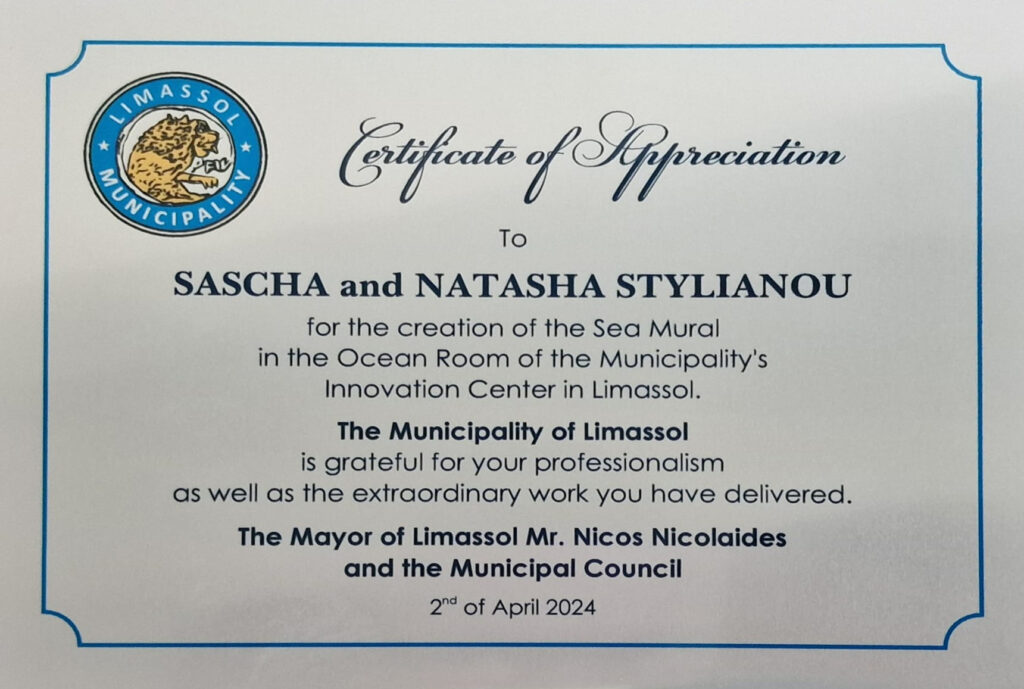 LIMASSOL
MUNICIPALITY
Certificate of Appreciation
To
SASCHA and NATASHA STYLIANOU
for the creation of the Sea Mural
in the Ocean Room of the Municipality's
Innovation Center in Limassol.
The Municipality of Limassol
is grateful for your professionalism
as well as the extraordinary work you have delivered.
The Mayor of Limassol Mr. Nicos Nicolaides
and the Municipal Council
2nd of April 2024